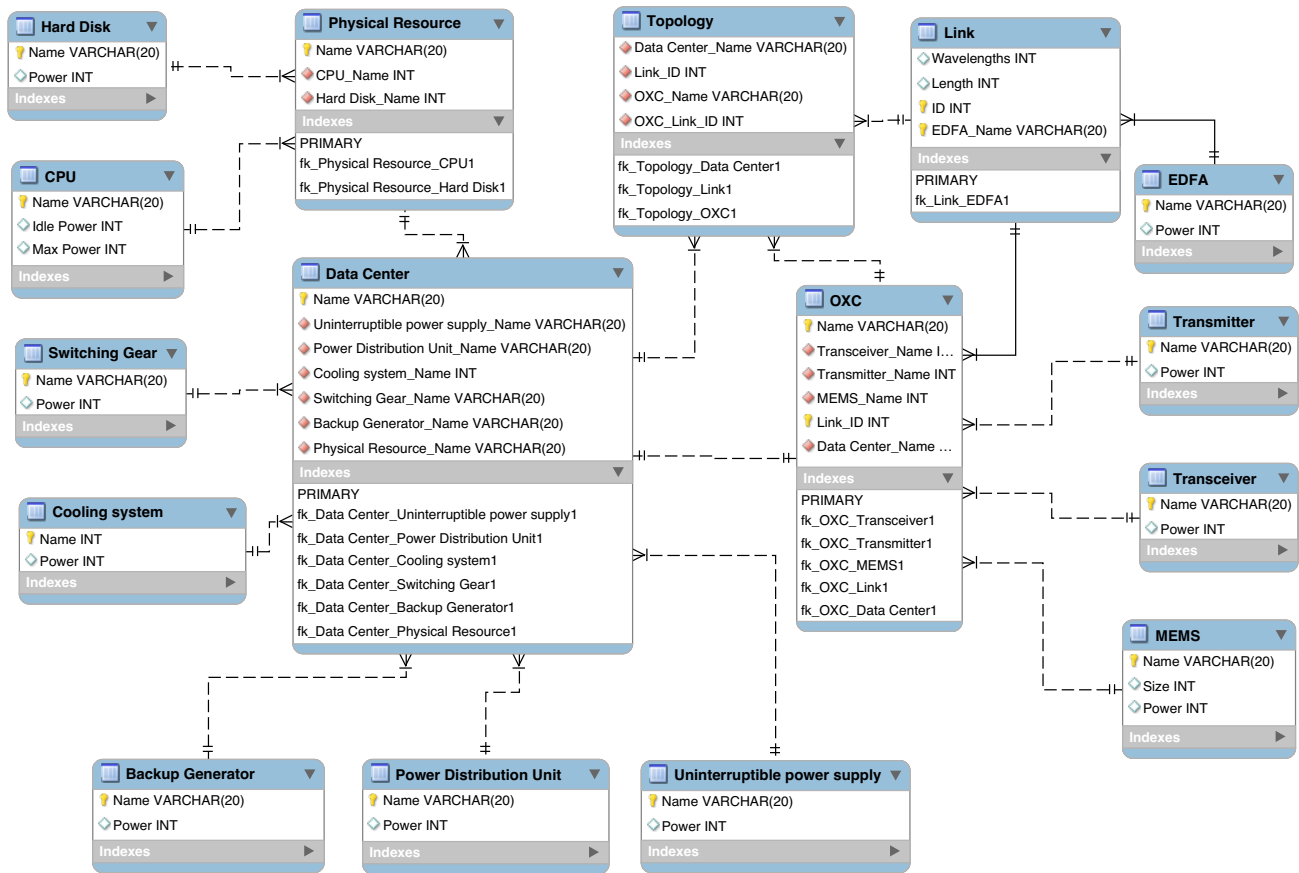 Hard Disk
Name VARCHAR(20)
Power INT
Indexes
Physical Resource
Name VARCHAR(20)
CPU_Name INT
Hard Disk_Name INT
Indexes
PRIMARY
fk_Physical Resource_CPU1
fk_Physical Resource_Hard Disk1
Topology
Data Center_Name VARCHAR(20)
Link_ID INT
OXC_Name VARCHAR(20)
OXC_Link_ID INT
Indexes
fk_Topology_Data Center1
fk_Topology_Link1
fk_Topology_OXC1
Link
Wavelengths INT
Length INT
ID INT
EDFA_Name VARCHAR(20)
Indexes
PRIMARY
fk_Link_EDFA1
CPU
Name VARCHAR(20)
Idle Power INT
Max Power INT
Indexes
EDFA
Name VARCHAR(20)
Power INT
Indexes
Data Center
Name VARCHAR(20)
Uninterruptible power supply_Name VARCHAR(20)
Power Distribution Unit_Name VARCHAR(20)
Cooling system_Name INT
Switching Gear_Name VARCHAR(20)
Backup Generator_Name VARCHAR(20)
Physical Resource_Name VARCHAR(20)
Indexes
PRIMARY
fk_Data Center_Uninterruptible power supply1
fk_Data Center_Power Distribution Unit1
fk_Data Center_Cooling system1
fk_Data Center_Switching Gear1
fk_Data Center_Backup Generator1
fk_Data Center_Physical Resource1
OXC
Name VARCHAR(20)
Transceiver_Name I...
Transmitter_Name INT
MEMS_Name INT
Link_ID INT
Data Center_Name ...
Indexes
PRIMARY
fk_OXC_Transceiver1
fk_OXC_Transmitter1
fk_OXC_MEMS1
fk_OXC_Link1
fk_OXC_Data Center1
Transmitter
Name VARCHAR(20)
Power INT
Indexes
Switching Gear
Name VARCHAR(20)
Power INT
Indexes
Transceiver
Name VARCHAR(20)
Power INT
Indexes
Cooling system
Name INT
Power INT
Indexes
MEMS
Name VARCHAR(20)
Size INT
Power INT
Indexes
Backup Generator
Name VARCHAR(20)
Power INT
Indexes
Power Distribution Unit
Name VARCHAR(20)
Power INT
Indexes
Uninterruptible power supply
Name VARCHAR(20)
Power INT
Indexes